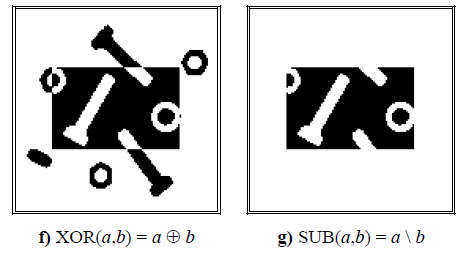 f) XOR(a,b) = a ⊕ b
g) SUB(a,b) = a \ b